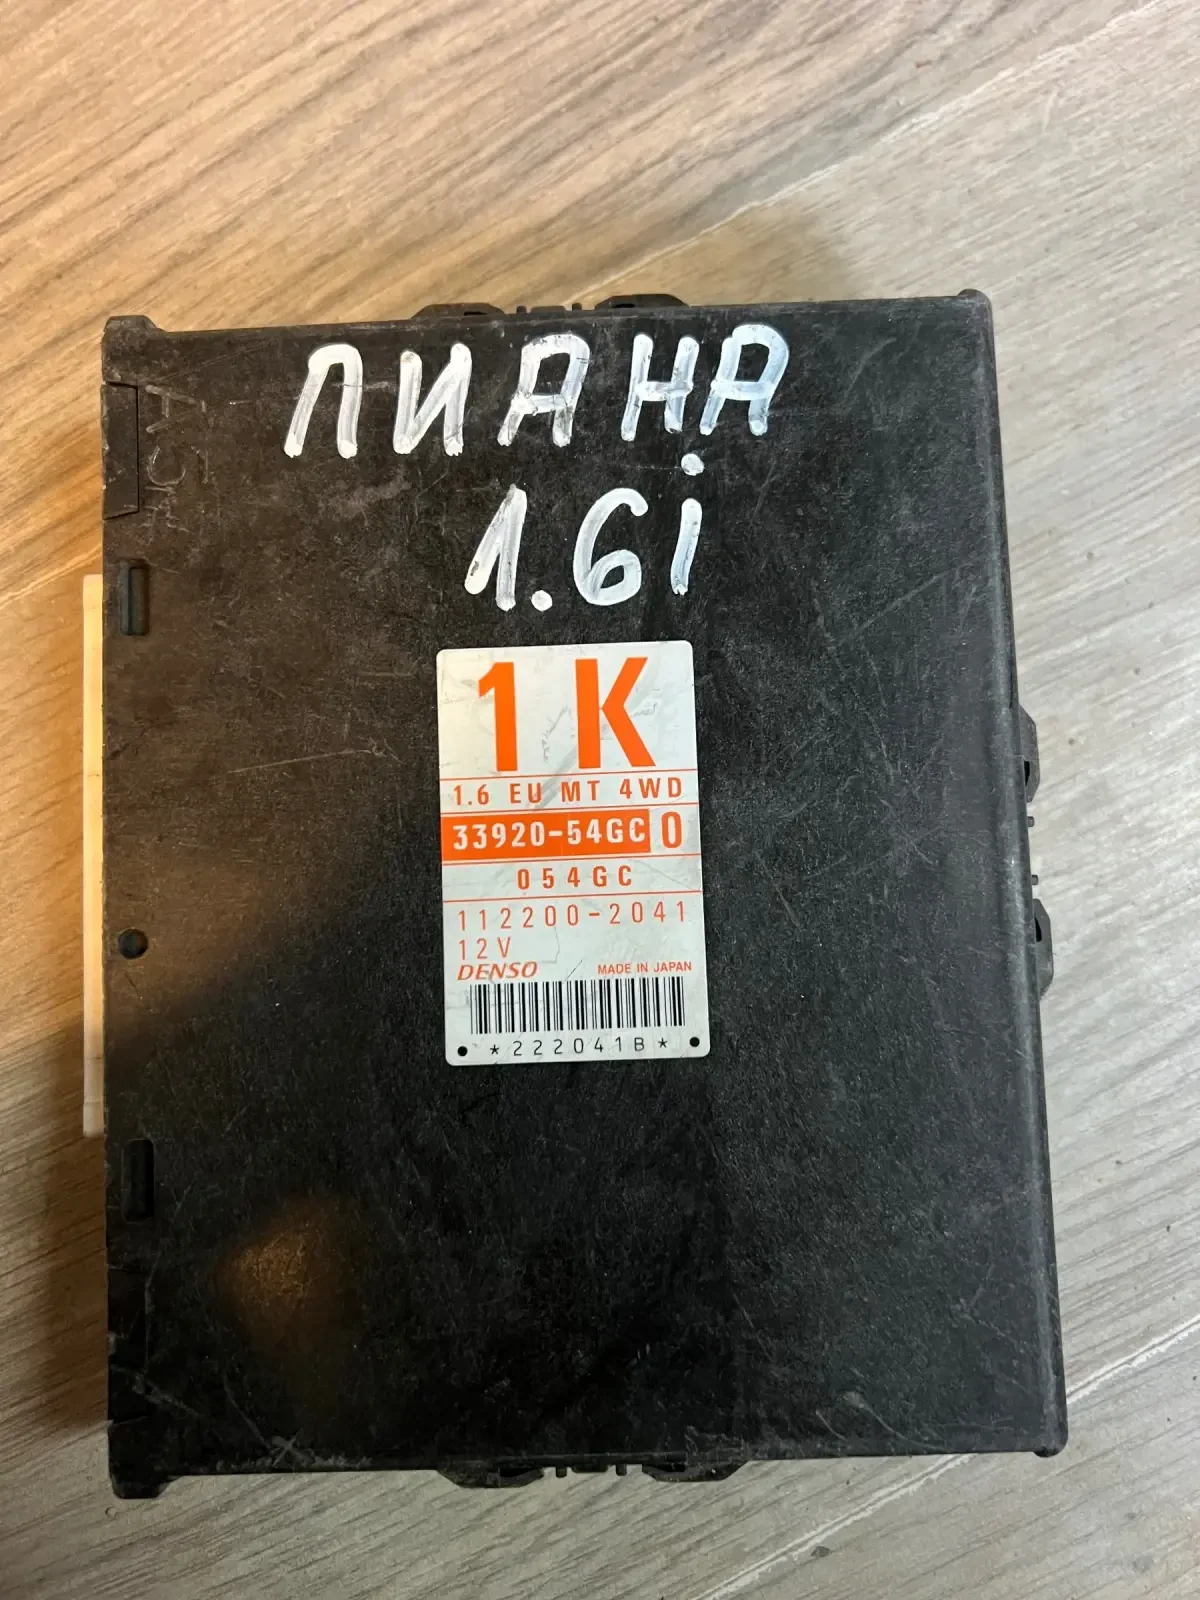 ЛИАНА
1.6i
1K
1.6 EU MT 4WD
33920-54GC 0
054GC
112200-2041
12V
DENSO MADE IN JAPAN
*222041B*